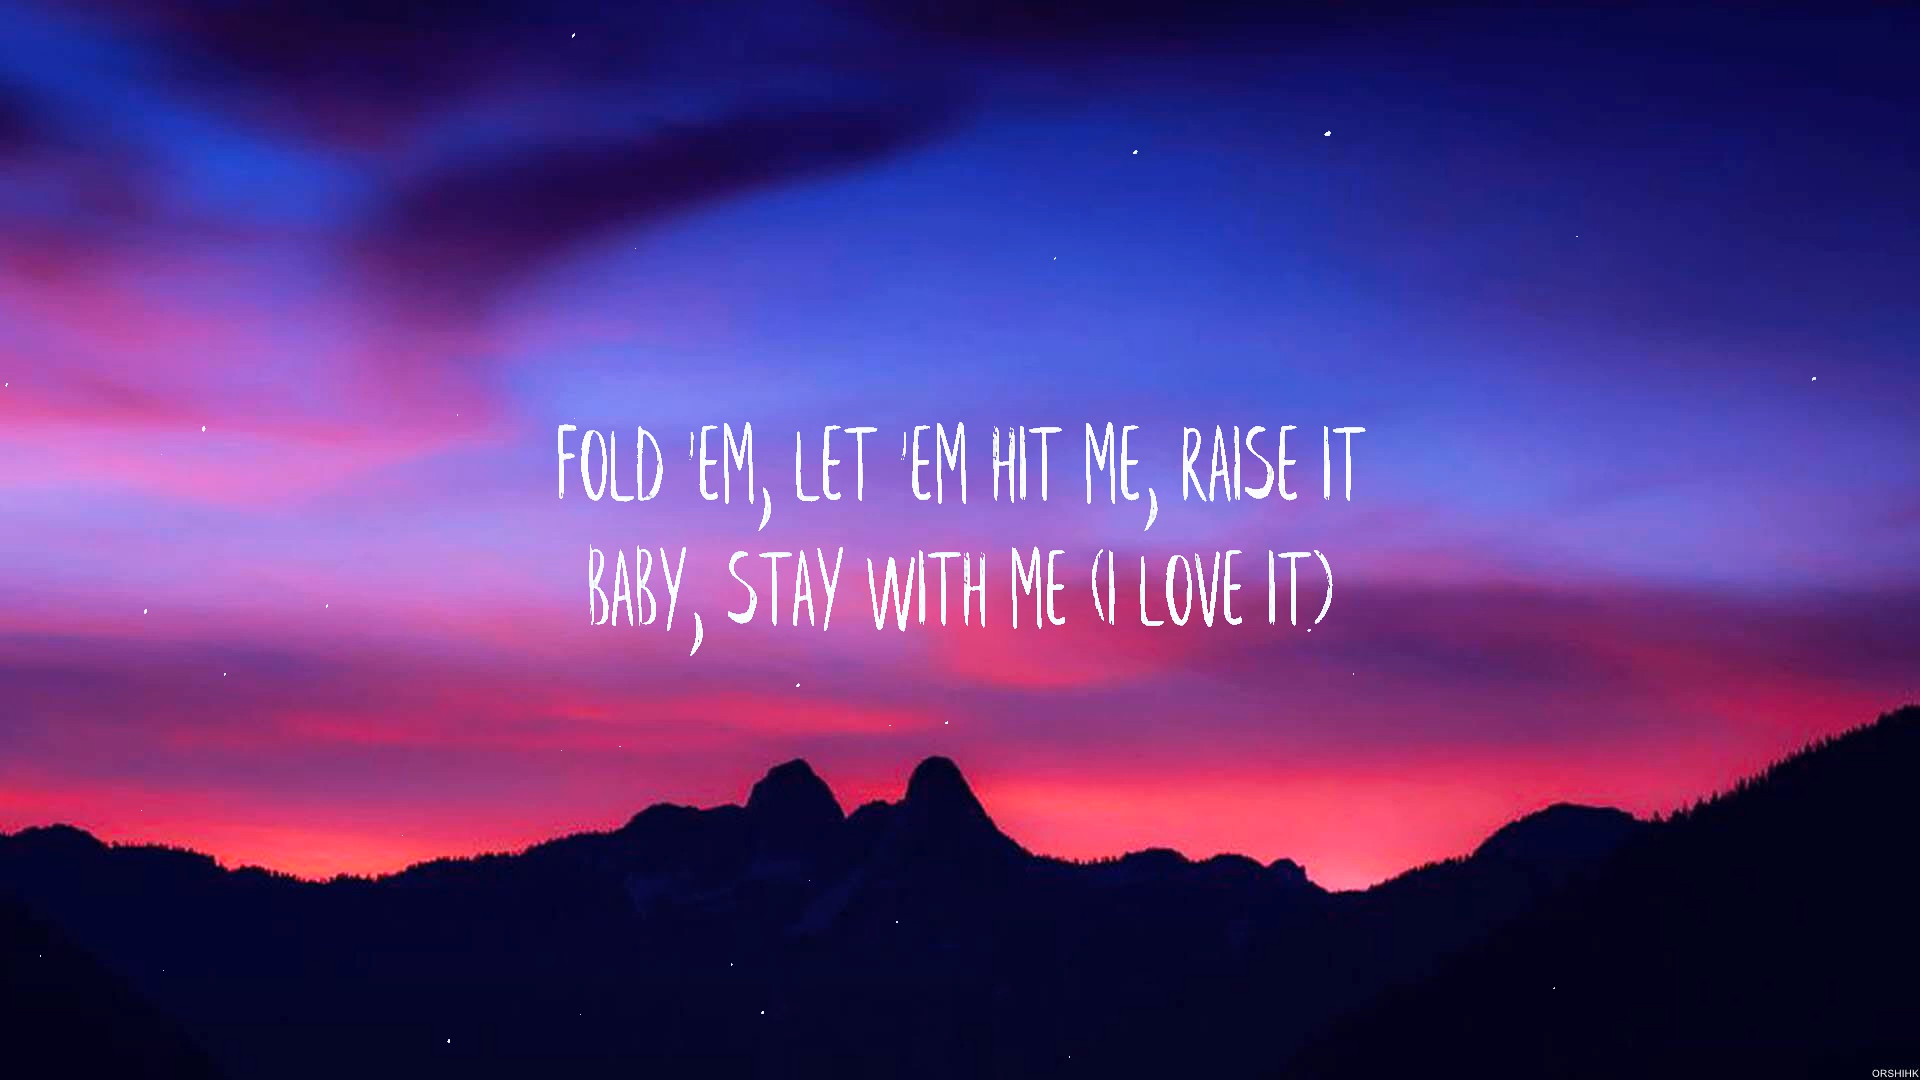 FOLD 'EM, LET 'EM HIT ME, RAISE IT
BABY, STAY WITH ME (I LOVE IT)
ORSHIHK